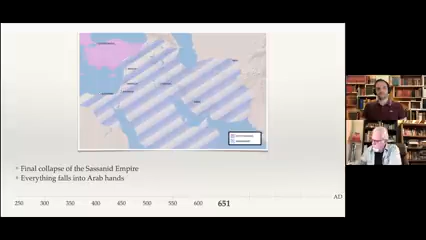 Final collapse of the Sassanid Empire
Everything falls into Arab hands
AD
250 300 350 400 450 500 550 600 651